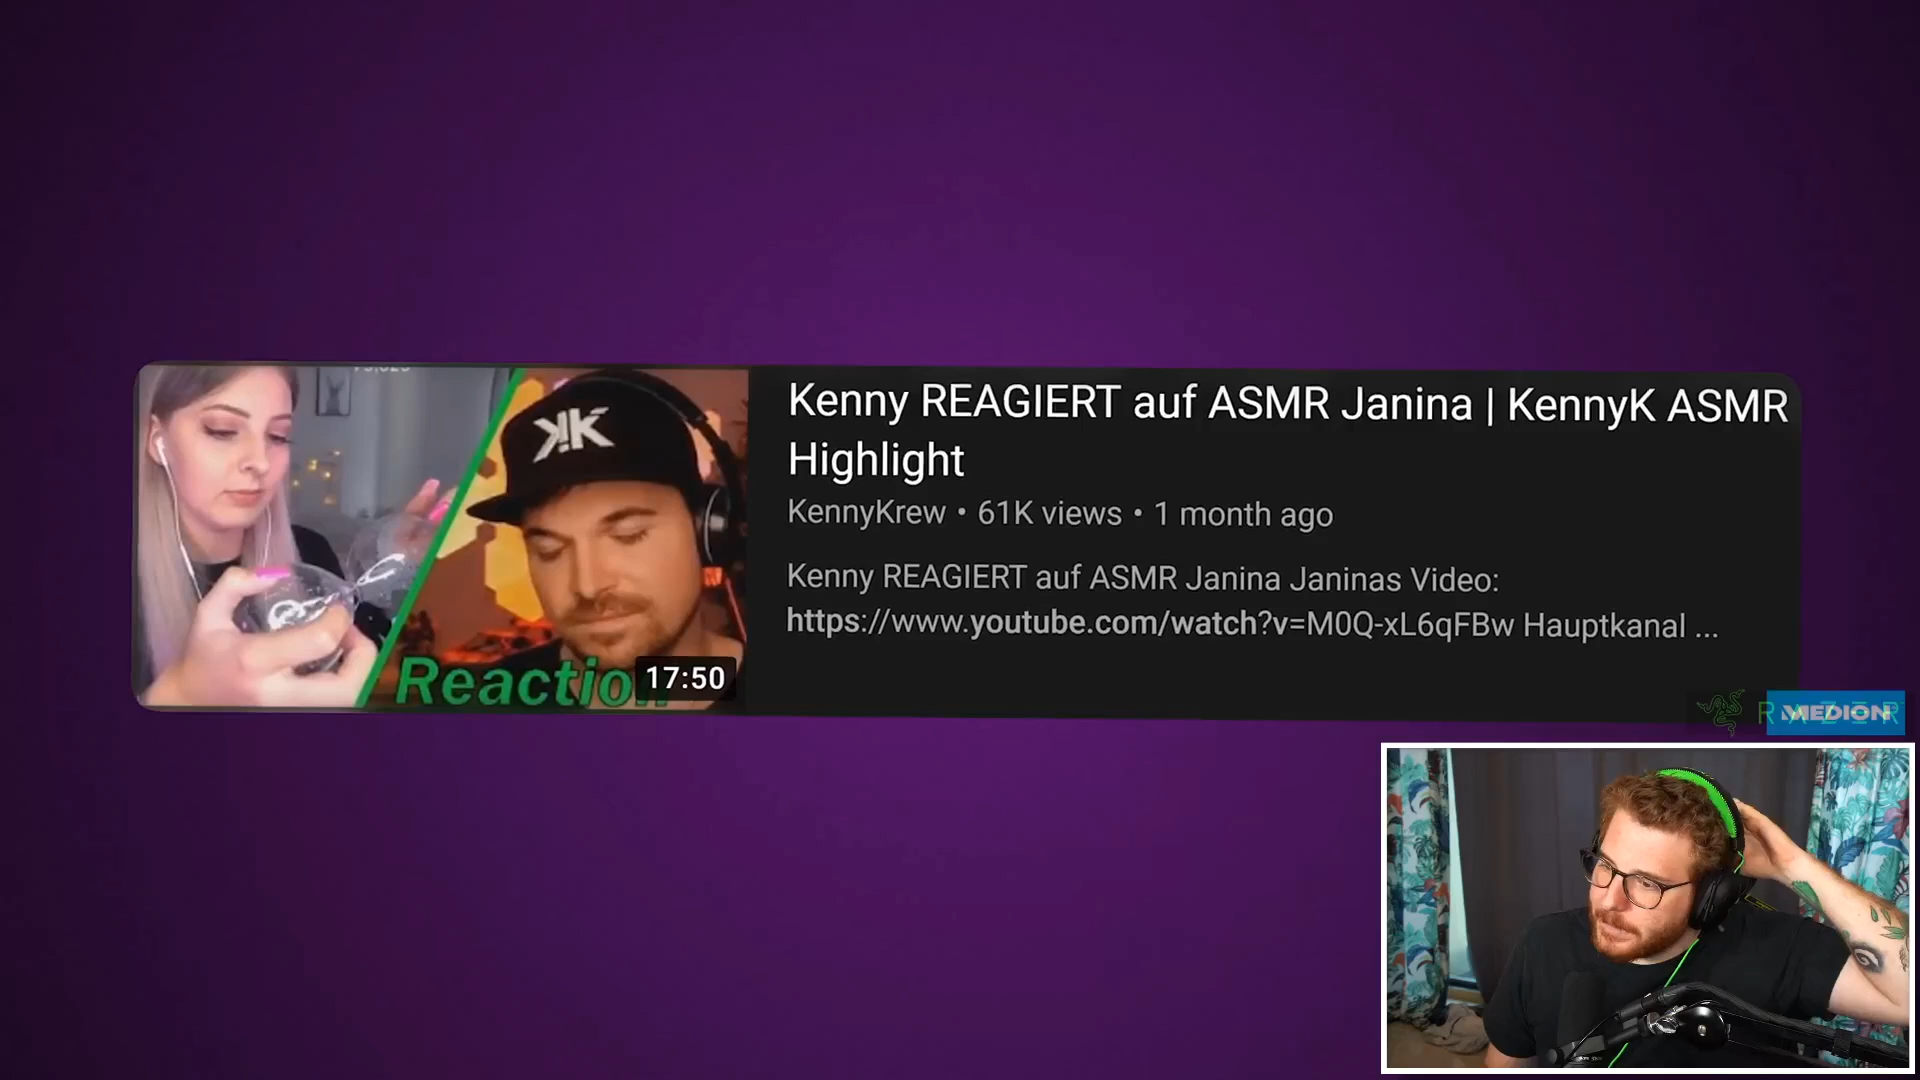 Kenny REAGIERT auf ASMR Janina | KennyK ASMR
Highlight
KennyKrew • 61K views • 1 month ago
Kenny REAGIERT auf ASMR Janina Janinas Video:
https://www.youtube.com/watch?v=M0Q-xL6qFBw Hauptkanal ...
Reaction
17:50
MEDION